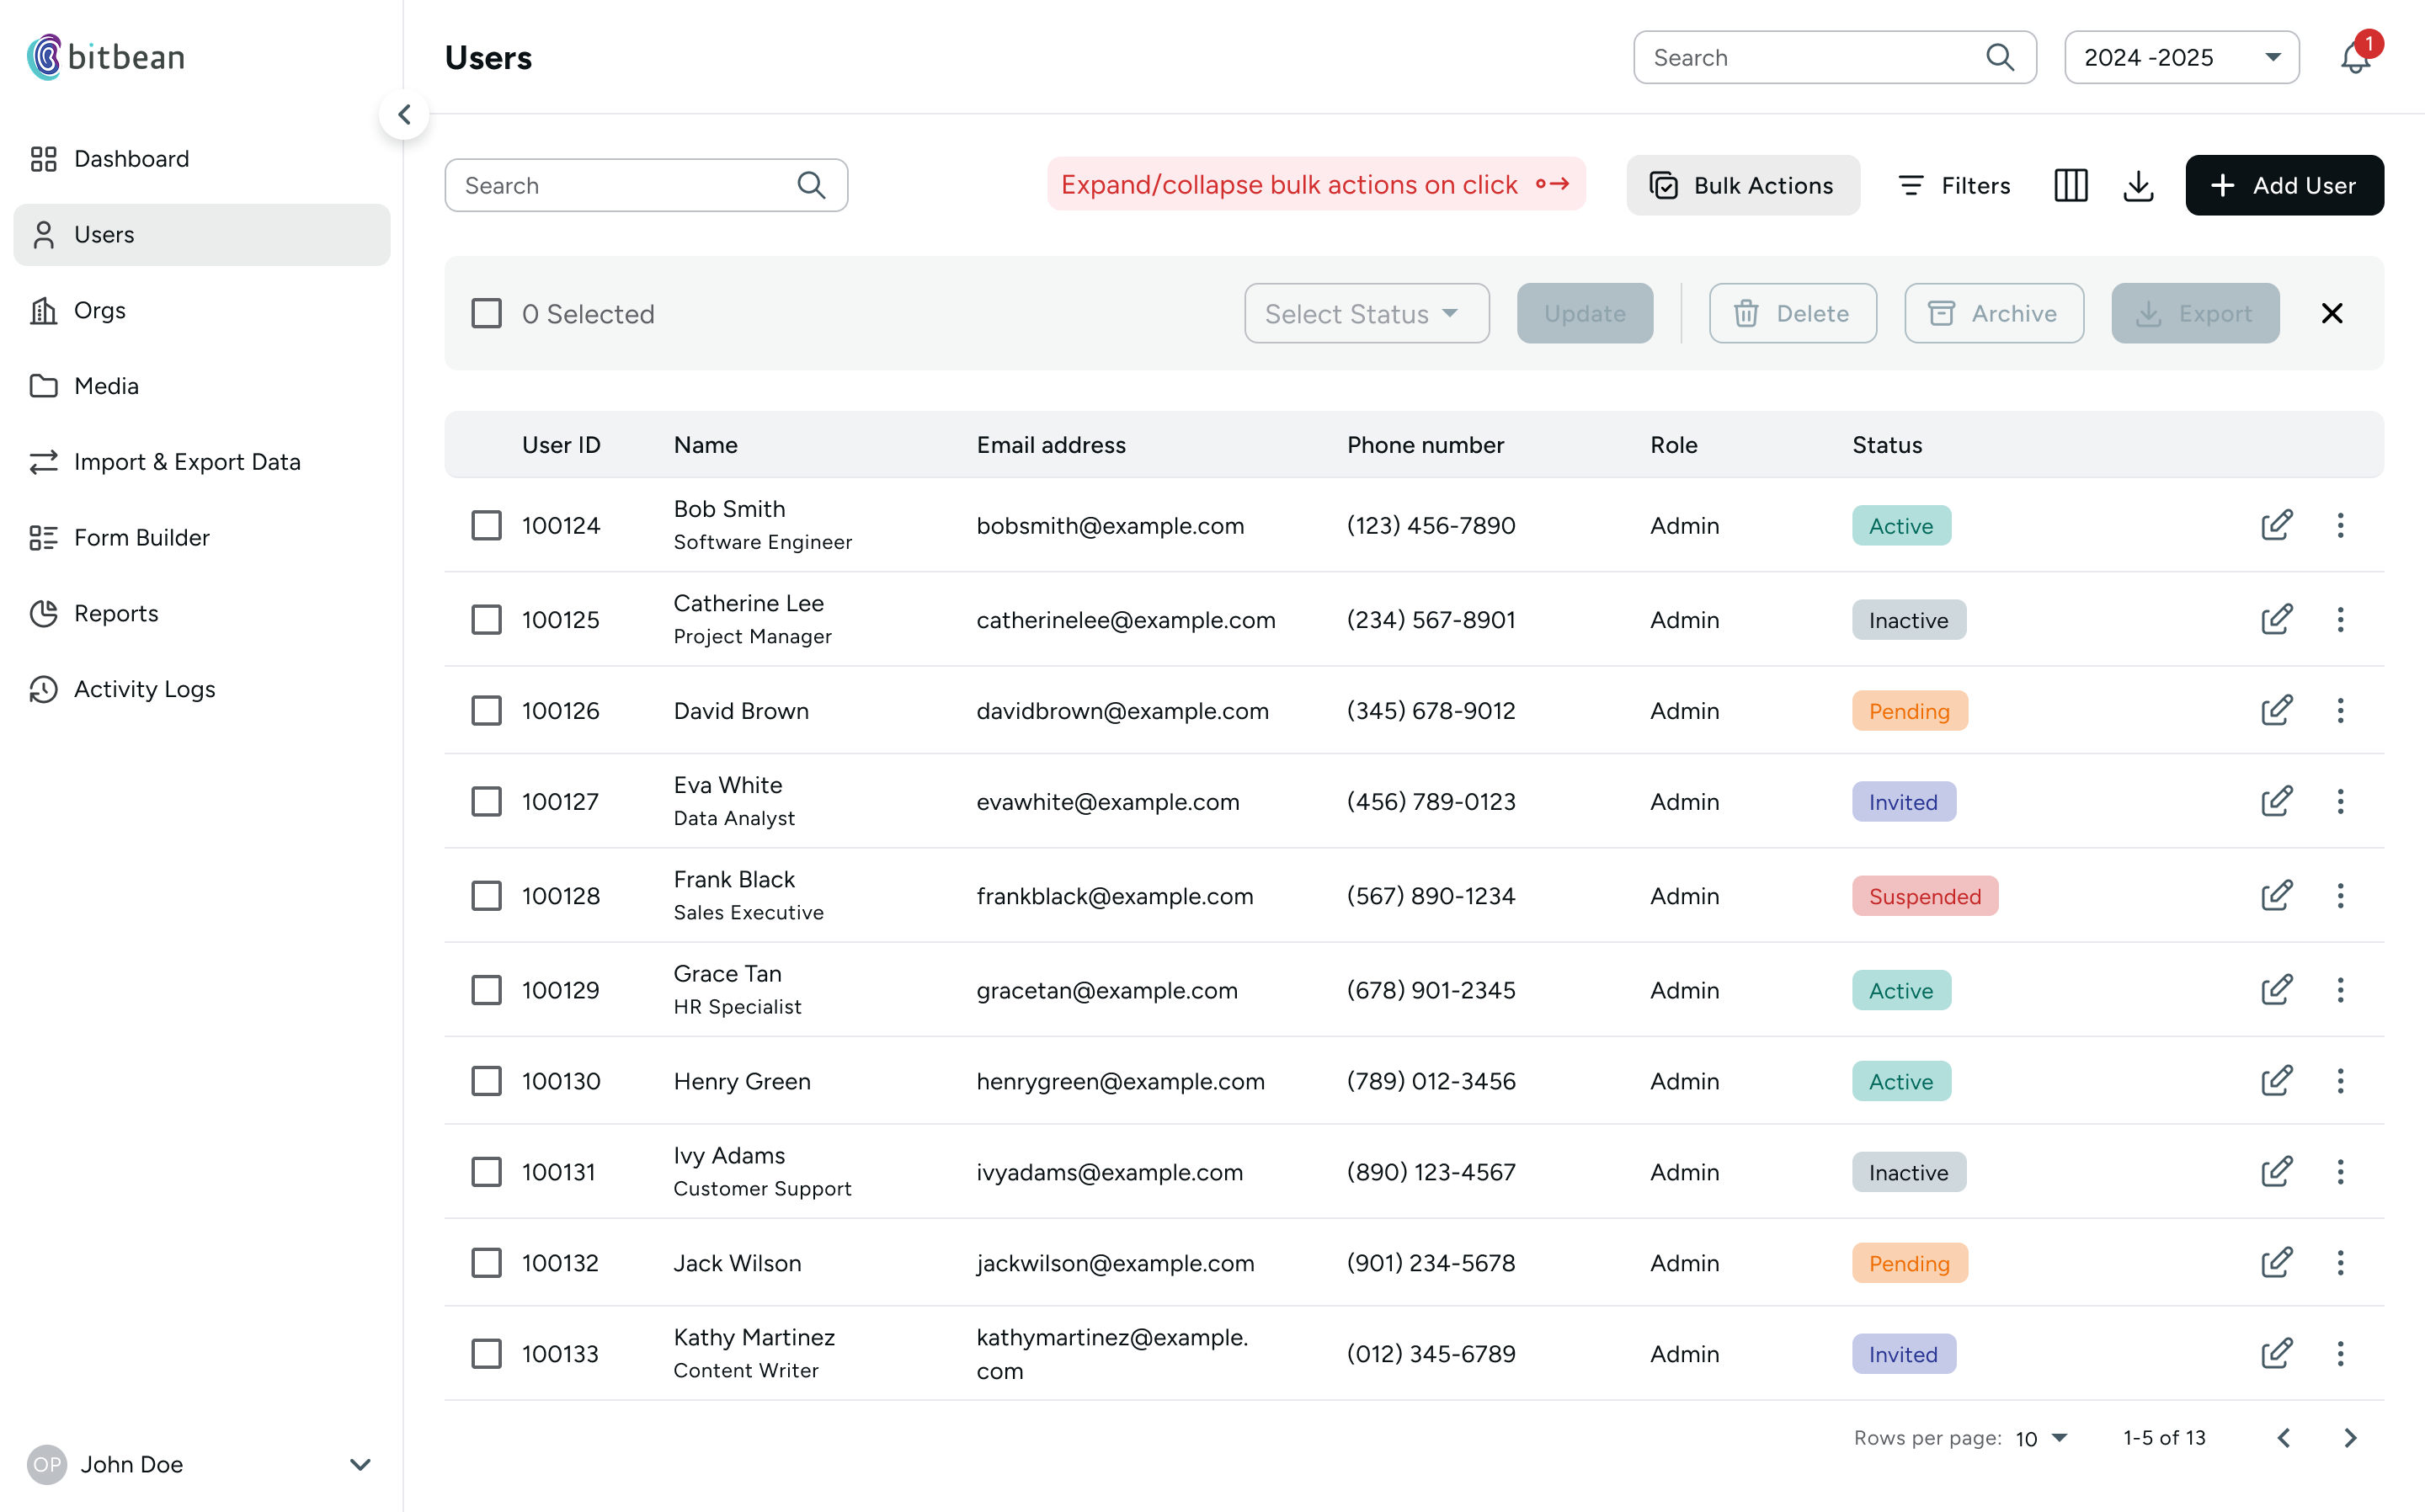 bitbean
Users
Search
2024 -2025
1
Dashboard
Users
Orgs
Media
Import & Export Data
Form Builder
Reports
Activity Logs
OP John Doe
Search
Expand/collapse bulk actions on click
Bulk Actions
Filters
Add User
0 Selected
Select Status
Update
Delete
Archive
Export
User ID Name Email address Phone number Role Status
100124 Bob Smith bobsmith@example.com (123) 456-7890 Admin Active
Software Engineer
100125 Catherine Lee catherinelee@example.com (234) 567-8901 Admin Inactive
Project Manager
100126 David Brown davidbrown@example.com (345) 678-9012 Admin Pending
100127 Eva White evawhite@example.com (456) 789-0123 Admin Invited
Data Analyst
100128 Frank Black frankblack@example.com (567) 890-1234 Admin Suspended
Sales Executive
100129 Grace Tan gracetan@example.com (678) 901-2345 Admin Active
HR Specialist
100130 Henry Green henrygreen@example.com (789) 012-3456 Admin Active
100131 Ivy Adams ivyadams@example.com (890) 123-4567 Admin Inactive
Customer Support
100132 Jack Wilson jackwilson@example.com (901) 234-5678 Admin Pending
100133 Kathy Martinez kathymartinez@example. (012) 345-6789 Admin Invited
Content Writer com
Rows per page: 10 1-5 of 13